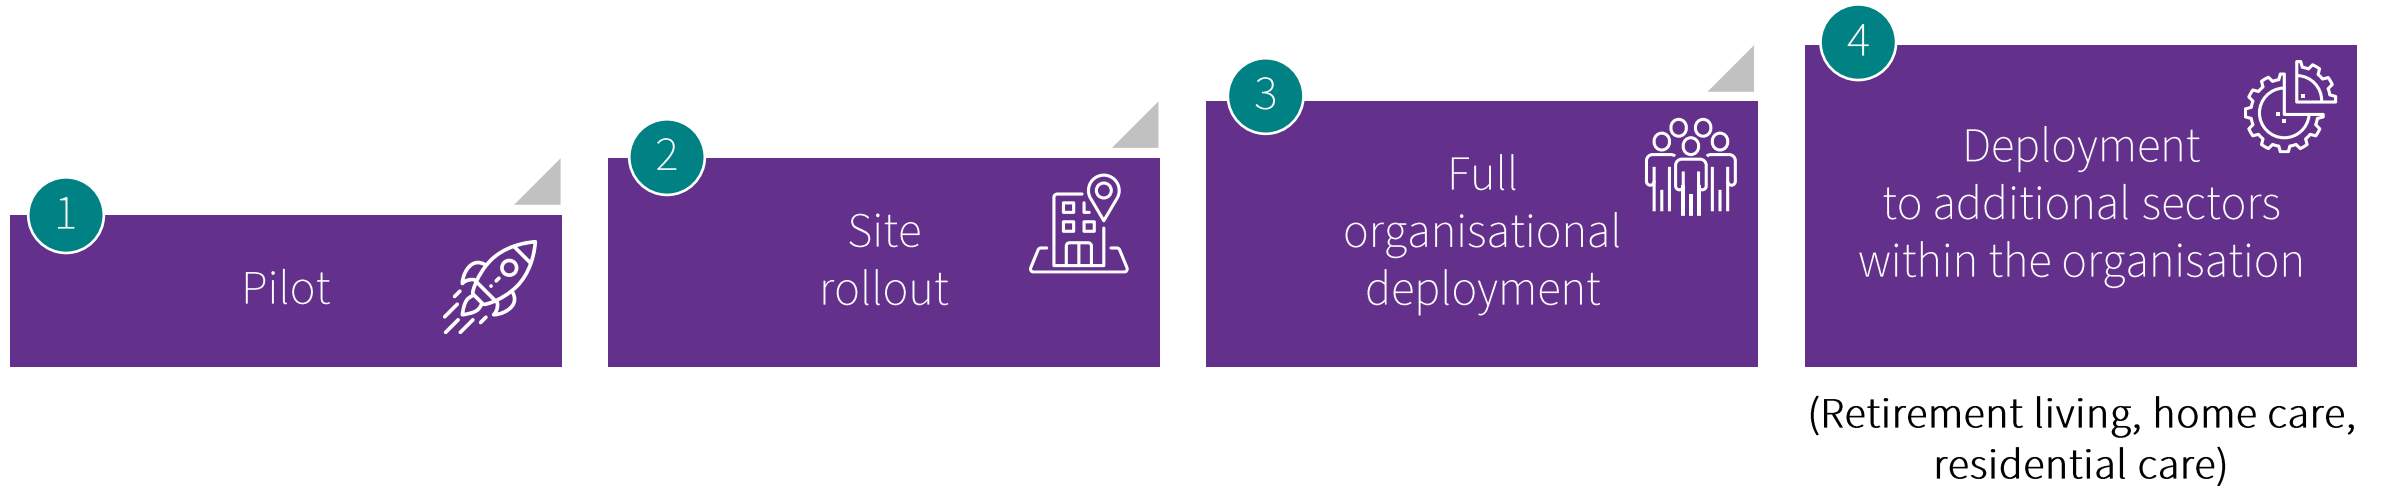 1
Pilot
2
Site
rollout
3
Full
organisational
deployment
4
Deployment
to additional sectors
within the organisation
(Retirement living, home care,
residential care)